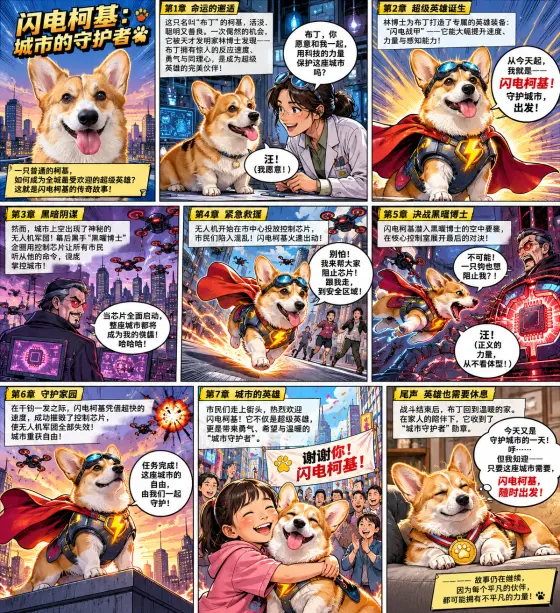 闪电柯基：
城市的守护者
一只普通的柯基，
如何成为全城最受欢迎的超级英雄？
这就是闪电柯基的传奇故事！
第1章 命运的邂逅
这只名叫“布丁”的柯基，活泼、
聪明又善良。一次偶然的机会，
它被天才发明家林博士发现——
布丁拥有惊人的反应速度、
勇气与同理心，是成为超级
英雄的完美伙伴！
布丁，你
愿意和我一起，
用科技的力量
保护这座城市
吗？
汪！
（我愿意！）
第2章 超级英雄诞生
林博士为布丁打造了专属的英雄装备：
“闪电战甲”——它能大幅提升速度、
力量与感知能力！
从今天起，
我就是——
闪电柯基！
守护城市，
出发！
第3章 黑暗阴谋
然而，城市上空出现了神秘的
无人机军团！幕后黑手“黑曜博士”
企图用控制芯片让所有市民
听从他的命令，彻底
掌控城市！
当芯片全面启动，
整座城市都将
成为我的傀儡！
哈哈哈！
第4章 紧急救援
无人机开始在市中心投放控制芯片，
市民们陷入混乱！闪电柯基火速出动！
别怕！
我来帮大家
阻止芯片！
跟我走，
到安全区域！
第5章 决战黑曜博士
闪电柯基潜入黑曜博士的空中要塞，
在核心控制室展开最后的对决！
不可能！
一只狗也想
阻止我？！
汪！
（正义的
力量，
从不看体型！）
第6章 守护家园
在千钧一发之际，闪电柯基凭借超快的
速度，成功摧毁了控制芯片，
使无人机军团全部失效！
城市重获自由！
任务完成！
这座城市的
自由，
由我们一起
守护！
第7章 城市的英雄
市民们走上街头，热烈欢迎
闪电柯基！它不仅是超级英雄，
更是带来勇气、希望与温暖的
“城市守护者”。
谢谢你！
闪电柯基！
尾声 英雄也需要休息
战斗结束后，布丁回到温暖的家。
在家人的陪伴下，它收到了
“城市守护者”勋章。
今天又是
守护城市的一天！
呼……
但我知道——
只要这座城市需要，
闪电柯基，
随时出发！
——— 故事仍在继续，
因为每个平凡的伙伴，
都可能拥有不平凡的力量！